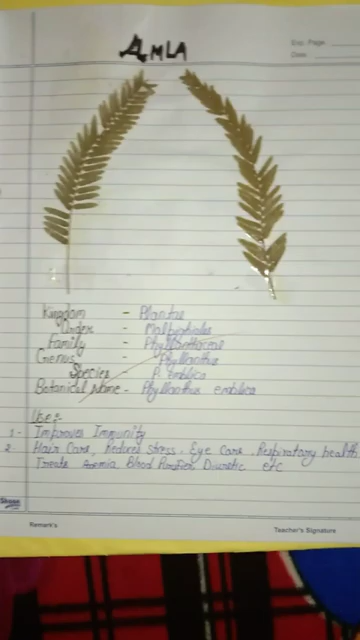 AMLA
Exp. Page
Date
Kingdom - Plantae
Order - Malpighiales
Family - Phyllanthaceae
Genus - Phyllanthus
Species P. emblica
Botanical Name - Phyllanthus emblica
Use:-
1- Improves Immunity
2 Hair Care, Reduces stress, Eye Care, Respiratory health
Treats Anemia Blood Purifier Diuretic etc
Remark's
Teacher's Signature